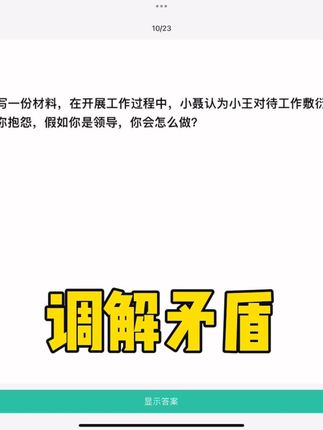 10/23
写一份材料，在开展工作过程中，小聂认为小王对待工作敷衍
你抱怨，假如你是领导，你会怎么做?
调解矛盾
显示答案